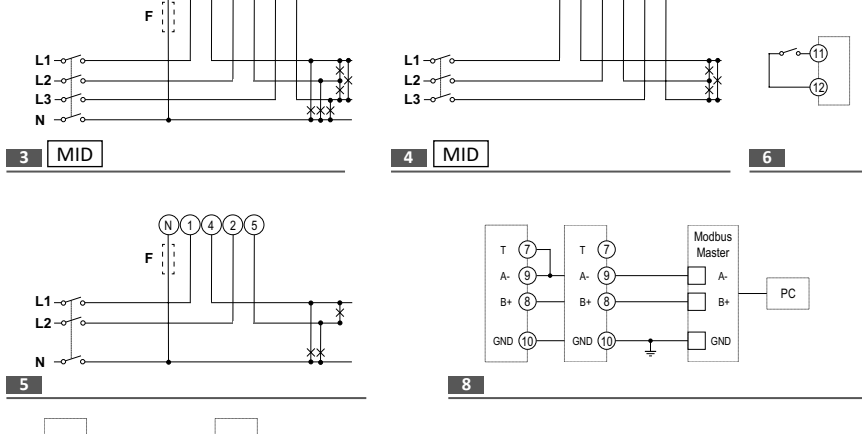 F
L1
L2
L3
N
3 MID
L1
L2
L3
4 MID
11
12
6
N 1 4 2 5
F
L1
L2
N
5
T 7 T 7 Modbus
Master
A- 9 A- 9 A-
B+ 8 B+ 8 B+
PC
GND 10 GND 10 GND
8